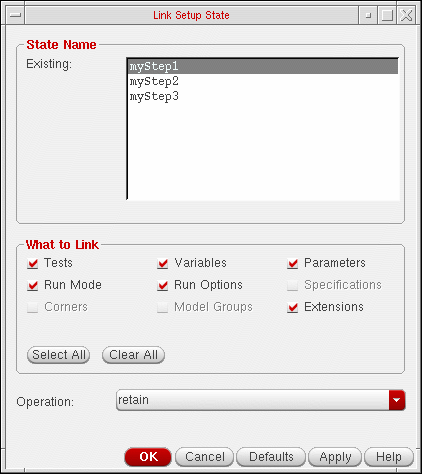 Link Setup State
State Name
Existing:
myStep1
myStep2
myStep3
What to Link
Tests Variables Parameters
Run Mode Run Options Specifications
Corners Model Groups Extensions
Select All Clear All
Operation: retain
OK Cancel Defaults Apply Help